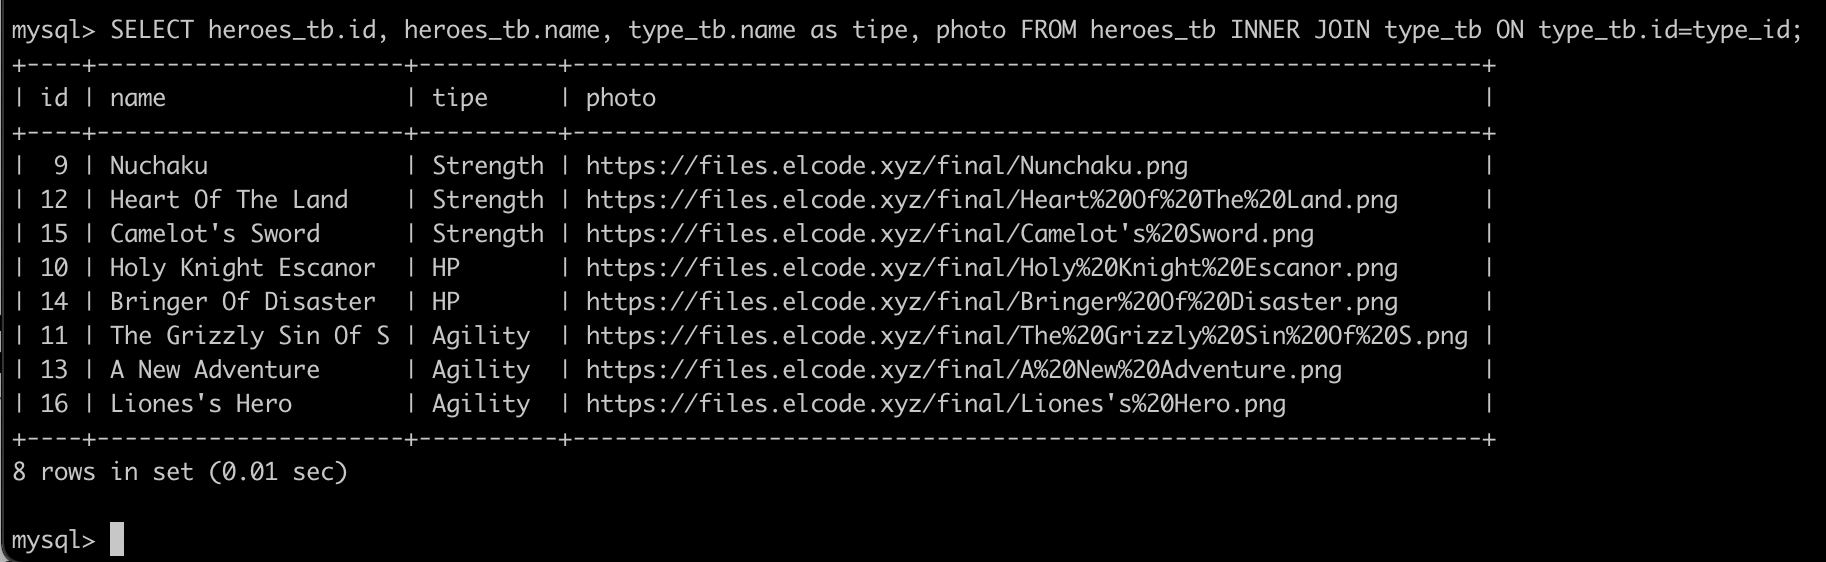 mysql> SELECT heroes_tb.id, heroes_tb.name, type_tb.name as tipe, photo FROM heroes_tb INNER JOIN type_tb ON type_tb.id=type_id;
+----+----------------------+----------+-----------------------------------------------------------------+
| id | name                 | tipe     | photo                                                           |
+----+----------------------+----------+-----------------------------------------------------------------+
|  9 | Nuchaku              | Strength | https://files.elcode.xyz/final/Nunchaku.png                     |
| 12 | Heart Of The Land    | Strength | https://files.elcode.xyz/final/Heart%20Of%20The%20Land.png      |
| 15 | Camelot's Sword      | Strength | https://files.elcode.xyz/final/Camelot's%20Sword.png            |
| 10 | Holy Knight Escanor  | HP       | https://files.elcode.xyz/final/Holy%20Knight%20Escanor.png      |
| 14 | Bringer Of Disaster  | HP       | https://files.elcode.xyz/final/Bringer%20Of%20Disaster.png      |
| 11 | The Grizzly Sin Of S | Agility  | https://files.elcode.xyz/final/The%20Grizzly%20Sin%20Of%20S.png |
| 13 | A New Adventure      | Agility  | https://files.elcode.xyz/final/A%20New%20Adventure.png          |
| 16 | Liones's Hero        | Agility  | https://files.elcode.xyz/final/Liones's%20Hero.png              |
+----+----------------------+----------+-----------------------------------------------------------------+
8 rows in set (0.01 sec)
mysql>